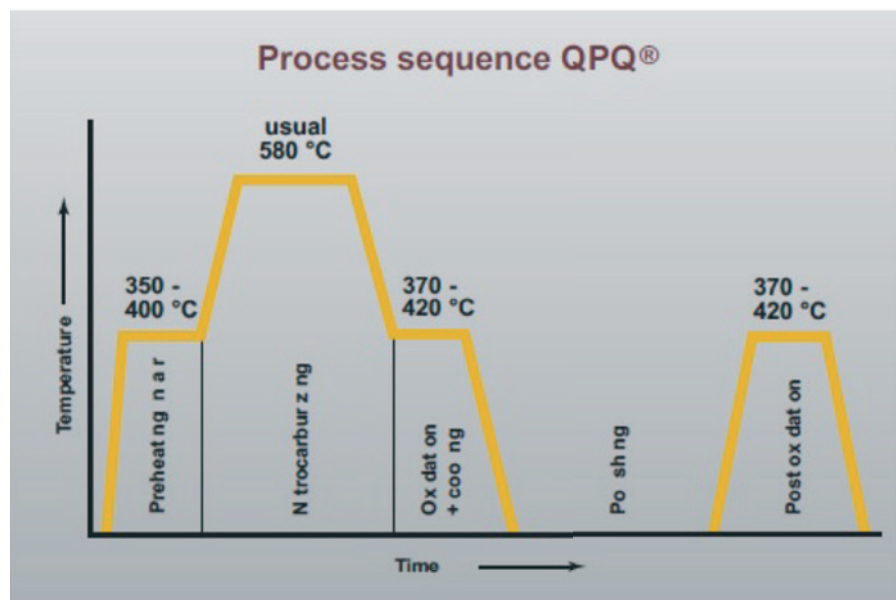 Process sequence QPQ®
usual
580 °C
350 -
400 °C
370 -
420 °C
370 -
420 °C
Temperature
Preheat ng n a r
N trocarbur z ng
Ox dat on
+ coo ng
Po sh ng
Post ox dat on
Time